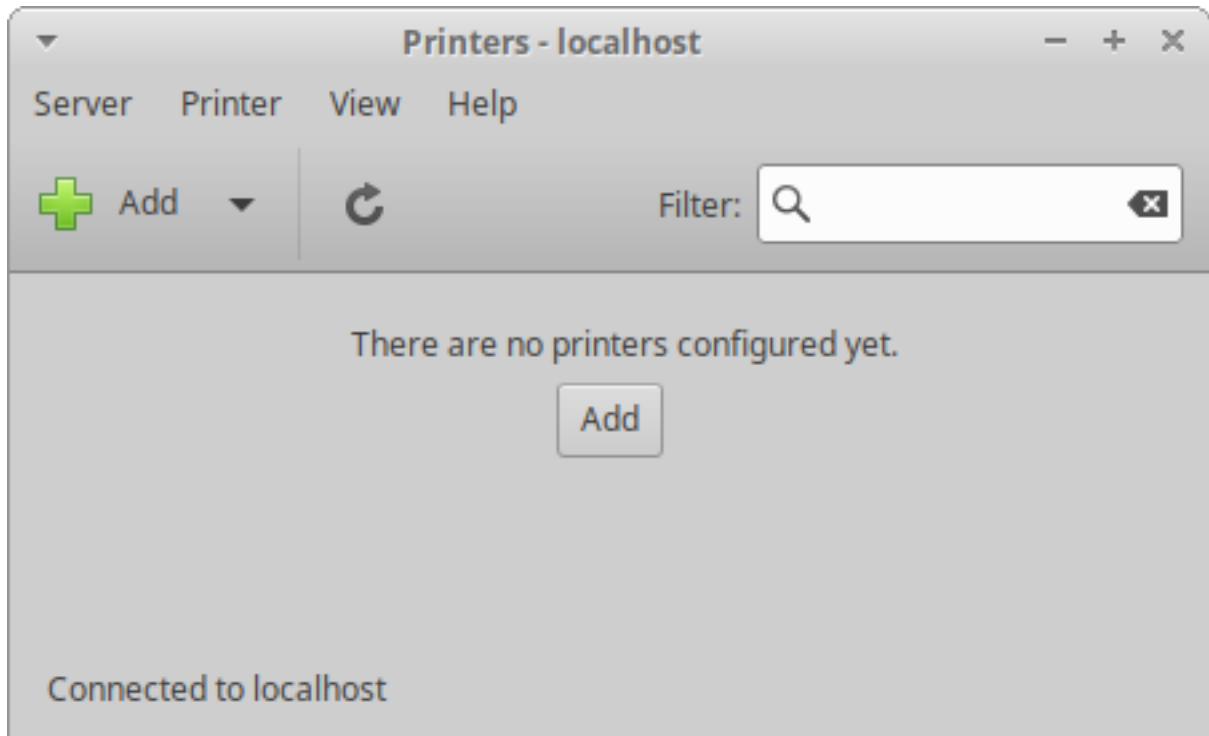 Printers - localhost
Server Printer View Help
Add Filter:
There are no printers configured yet.
Add
Connected to localhost